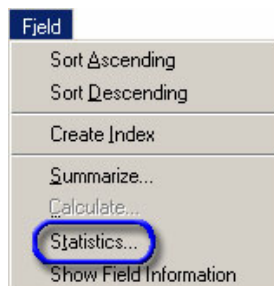 Field
Sort Ascending
Sort Descending
Create Index
Summarize...
Calculate...
Statistics...
Show Field Information